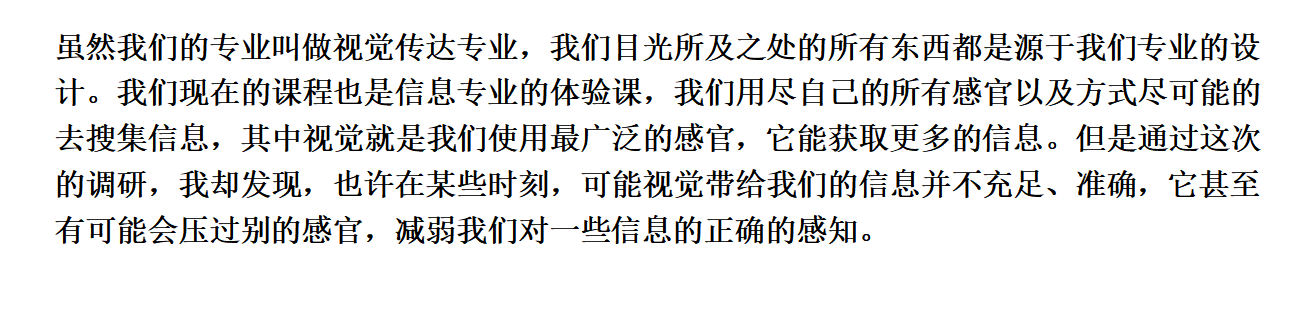 虽然我们的专业叫做视觉传达专业，我们目光所及之处的所有东西都是源于我们专业的设
计。我们现在的课程也是信息专业的体验课，我们用尽自己的所有感官以及方式尽可能的
去搜集信息，其中视觉就是我们使用最广泛的感官，它能获取更多的信息。但是通过这次
的调研，我却发现，也许在某些时刻，可能视觉带给我们的信息并不充足、准确，它甚至
有可能会压过别的感官，减弱我们对一些信息的正确的感知。